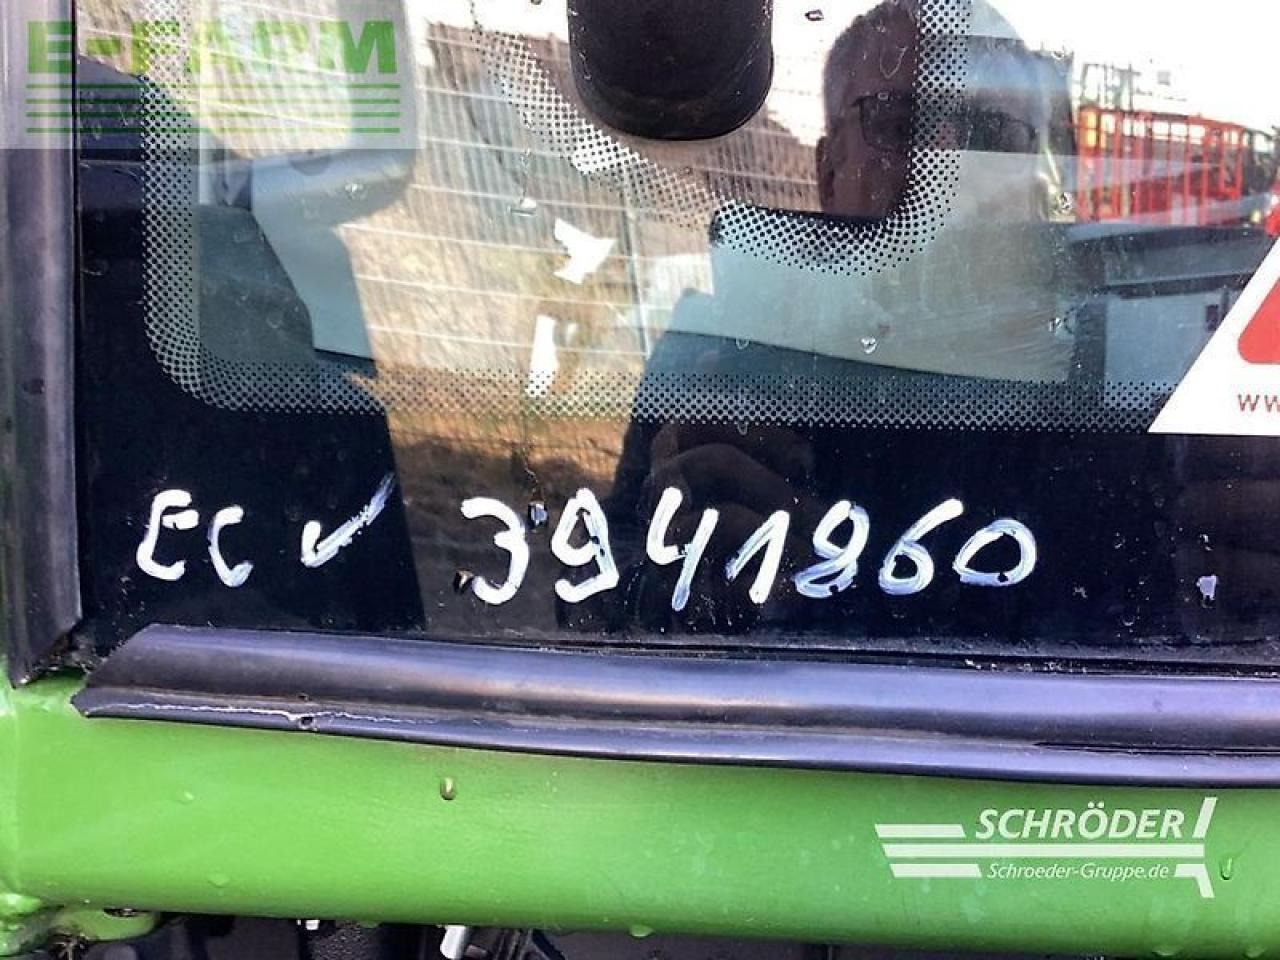 E-FARM
www
EC ✓ 3941860
SCHRÖDER
Schroeder-Gruppe.de